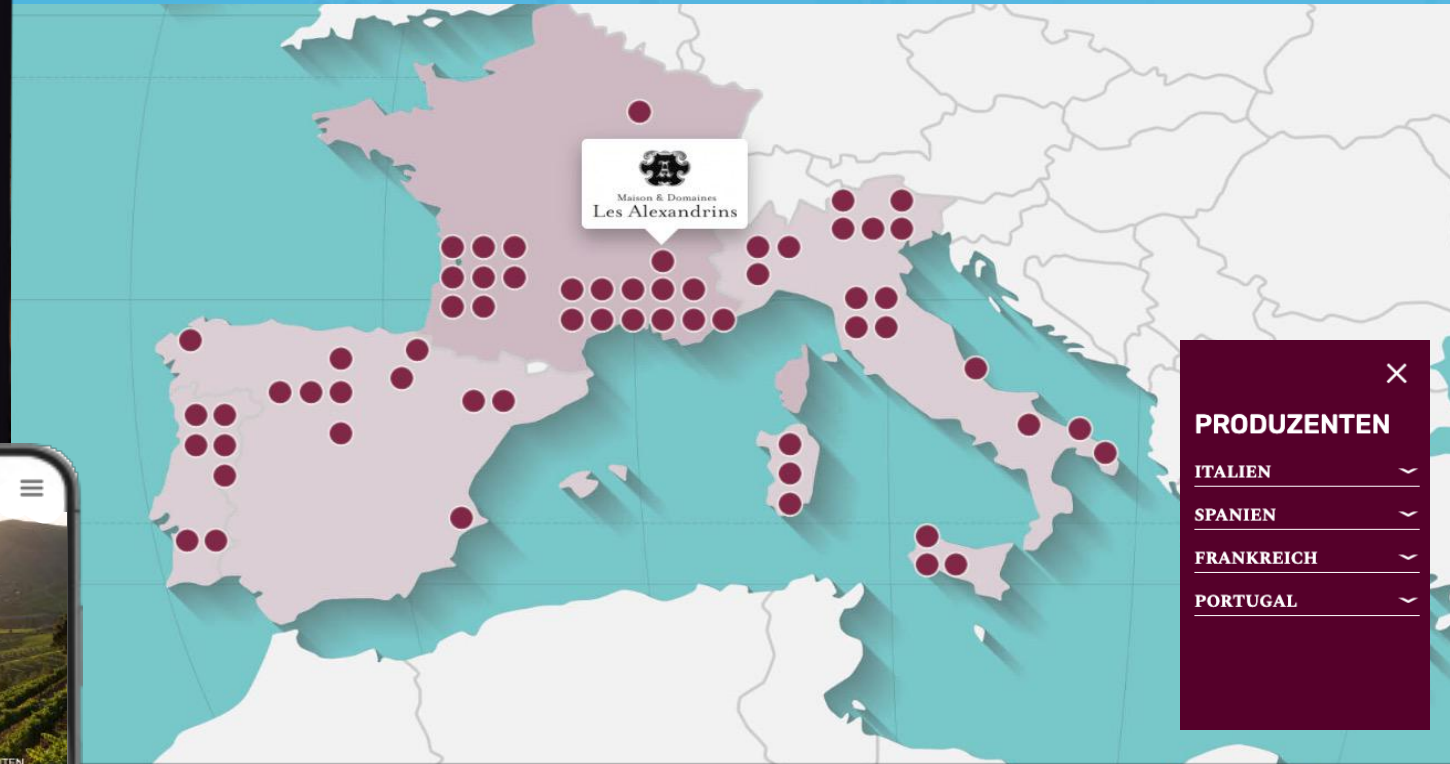 Maison & Domaines
Les Alexandrins
PRODUZENTEN
ITALIEN
SPANIEN
FRANKREICH
PORTUGAL